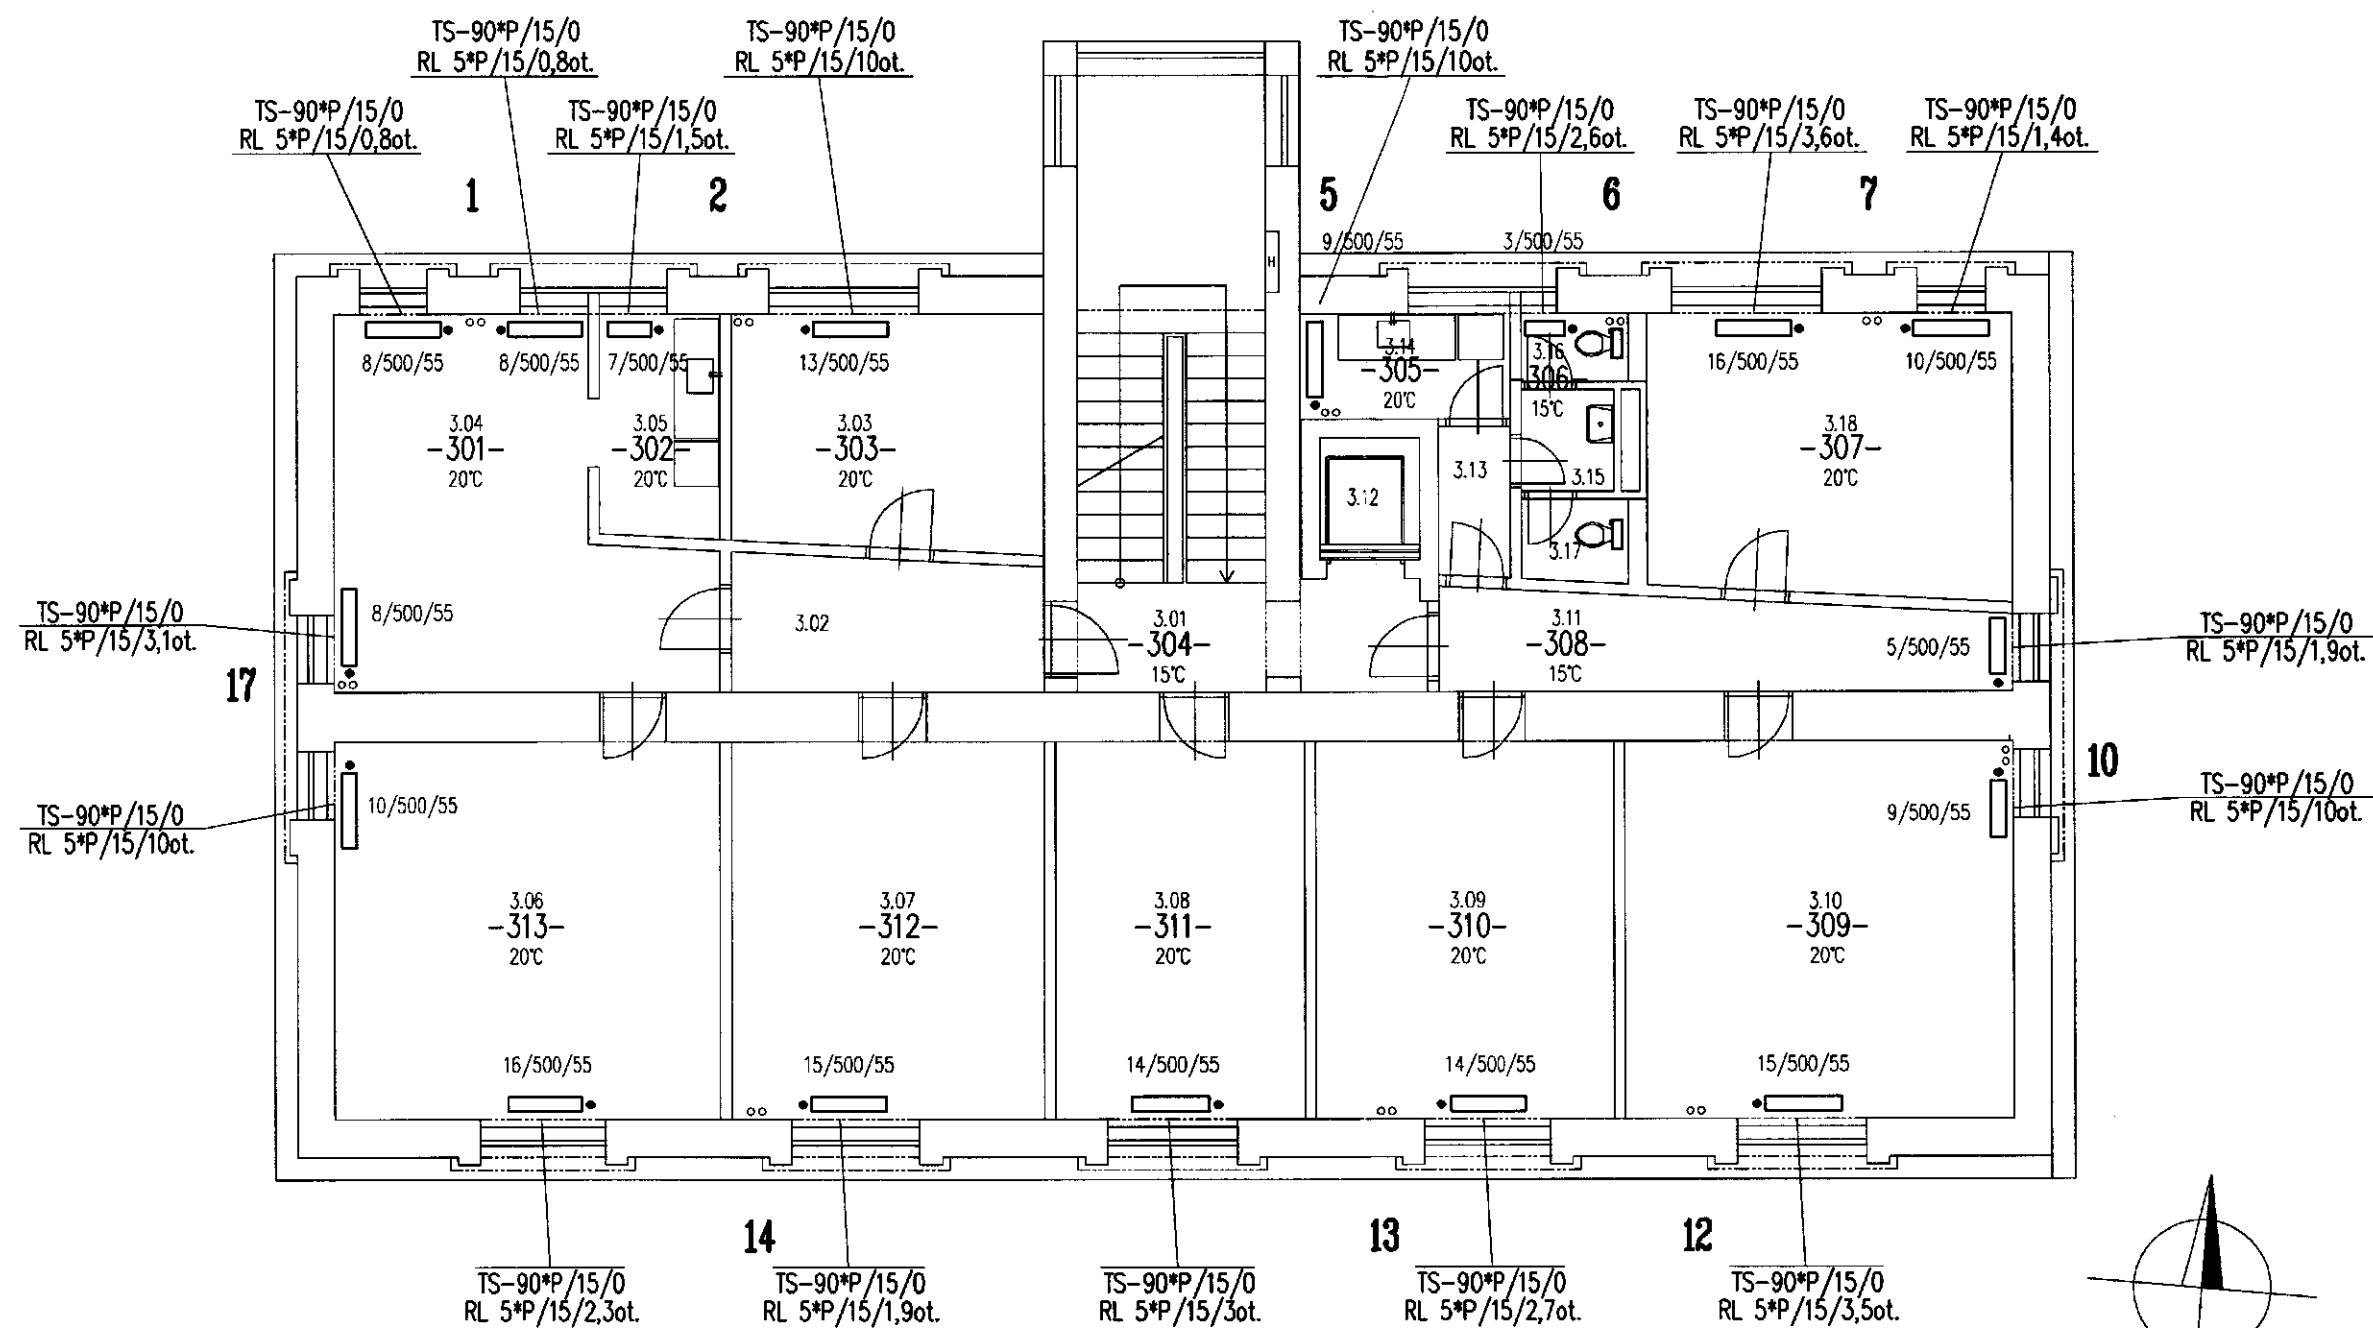 TS-90*P/15/0
RL 5*P/15/0,8ot.
TS-90*P/15/0
RL 5*P/15/10ot.
TS-90*P/15/0
RL 5*P/15/10ot.
TS-90*P/15/0
RL 5*P/15/0,8ot.
TS-90*P/15/0
RL 5*P/15/1,5ot.
TS-90*P/15/0
RL 5*P/15/2,6ot.
TS-90*P/15/0
RL 5*P/15/3,6ot.
TS-90*P/15/0
RL 5*P/15/1,4ot.
1
2
5
6
7
9/500/55
3/500/55
H
8/500/55
8/500/55
7/500/55
13/500/55
16/500/55
10/500/55
3.04
-301-
20°C
3.05
-302-
20°C
3.03
-303-
20°C
3.14
-305-
20°C
3.16
306
15°C
3.18
-307-
20°C
3.12
3.13
3.15
3.17
TS-90*P/15/0
RL 5*P/15/3,1ot.
8/500/55
3.02
3.01
-304-
15°C
3.11
-308-
15°C
5/500/55
TS-90*P/15/0
RL 5*P/15/1,9ot.
17
10
TS-90*P/15/0
RL 5*P/15/10ot.
10/500/55
9/500/55
TS-90*P/15/0
RL 5*P/15/10ot.
3.06
-313-
20°C
3.07
-312-
20°C
3.08
-311-
20°C
3.09
-310-
20°C
3.10
-309-
20°C
16/500/55
15/500/55
14/500/55
14/500/55
15/500/55
14
13
12
TS-90*P/15/0
RL 5*P/15/2,3ot.
TS-90*P/15/0
RL 5*P/15/1,9ot.
TS-90*P/15/0
RL 5*P/15/3ot.
TS-90*P/15/0
RL 5*P/15/2,7ot.
TS-90*P/15/0
RL 5*P/15/3,5ot.